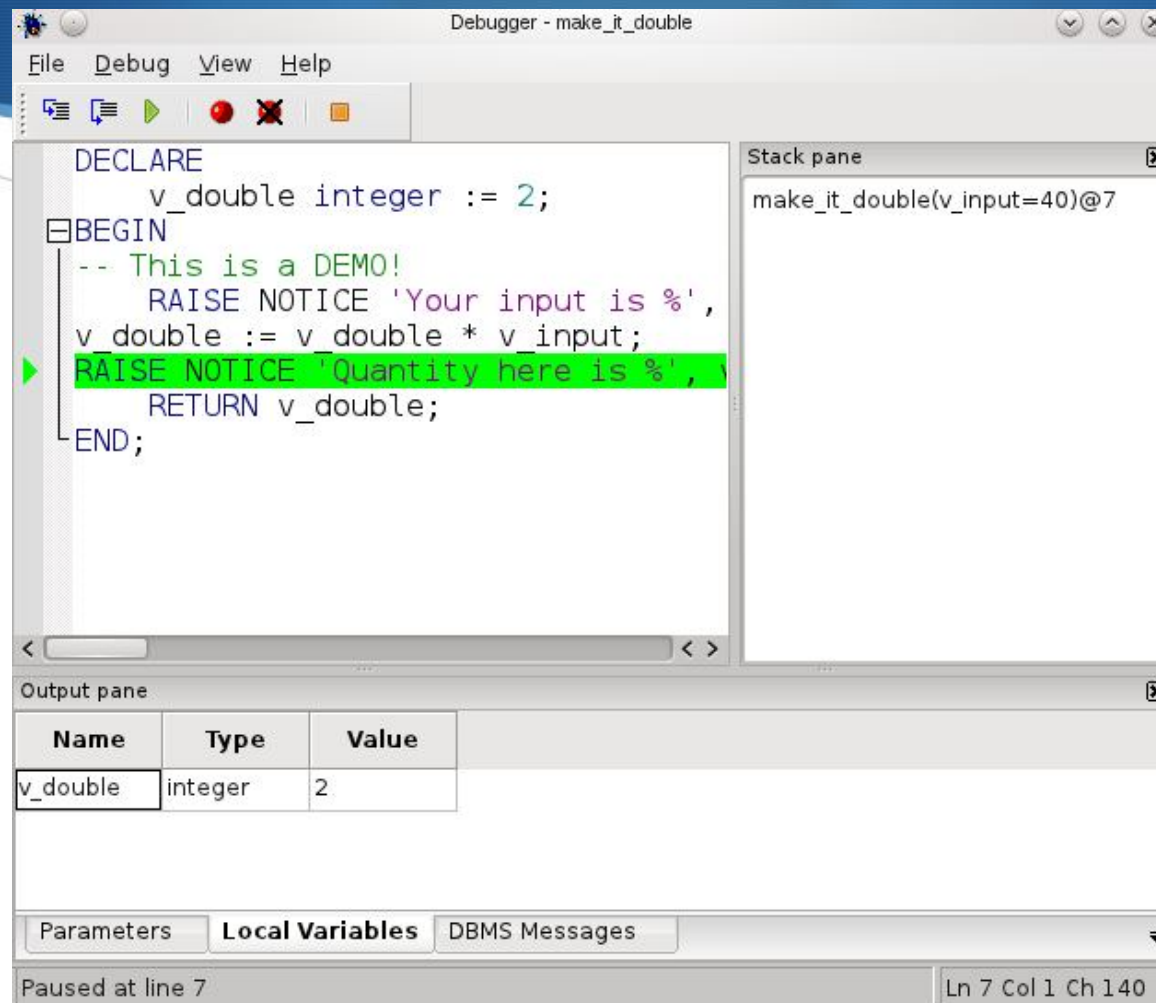 Debugger - make_it_double
File Debug View Help
DECLARE
v_double integer := 2;
BEGIN
-- This is a DEMO!
RAISE NOTICE 'Your input is %',
v_double := v_double * v_input;
RAISE NOTICE 'Quantity here is %',
RETURN v_double;
END;
Stack pane
make_it_double(v_input=40)@7
Output pane
Name Type Value
v_double integer 2
Parameters Local Variables DBMS Messages
Paused at line 7 Ln 7 Col 1 Ch 140